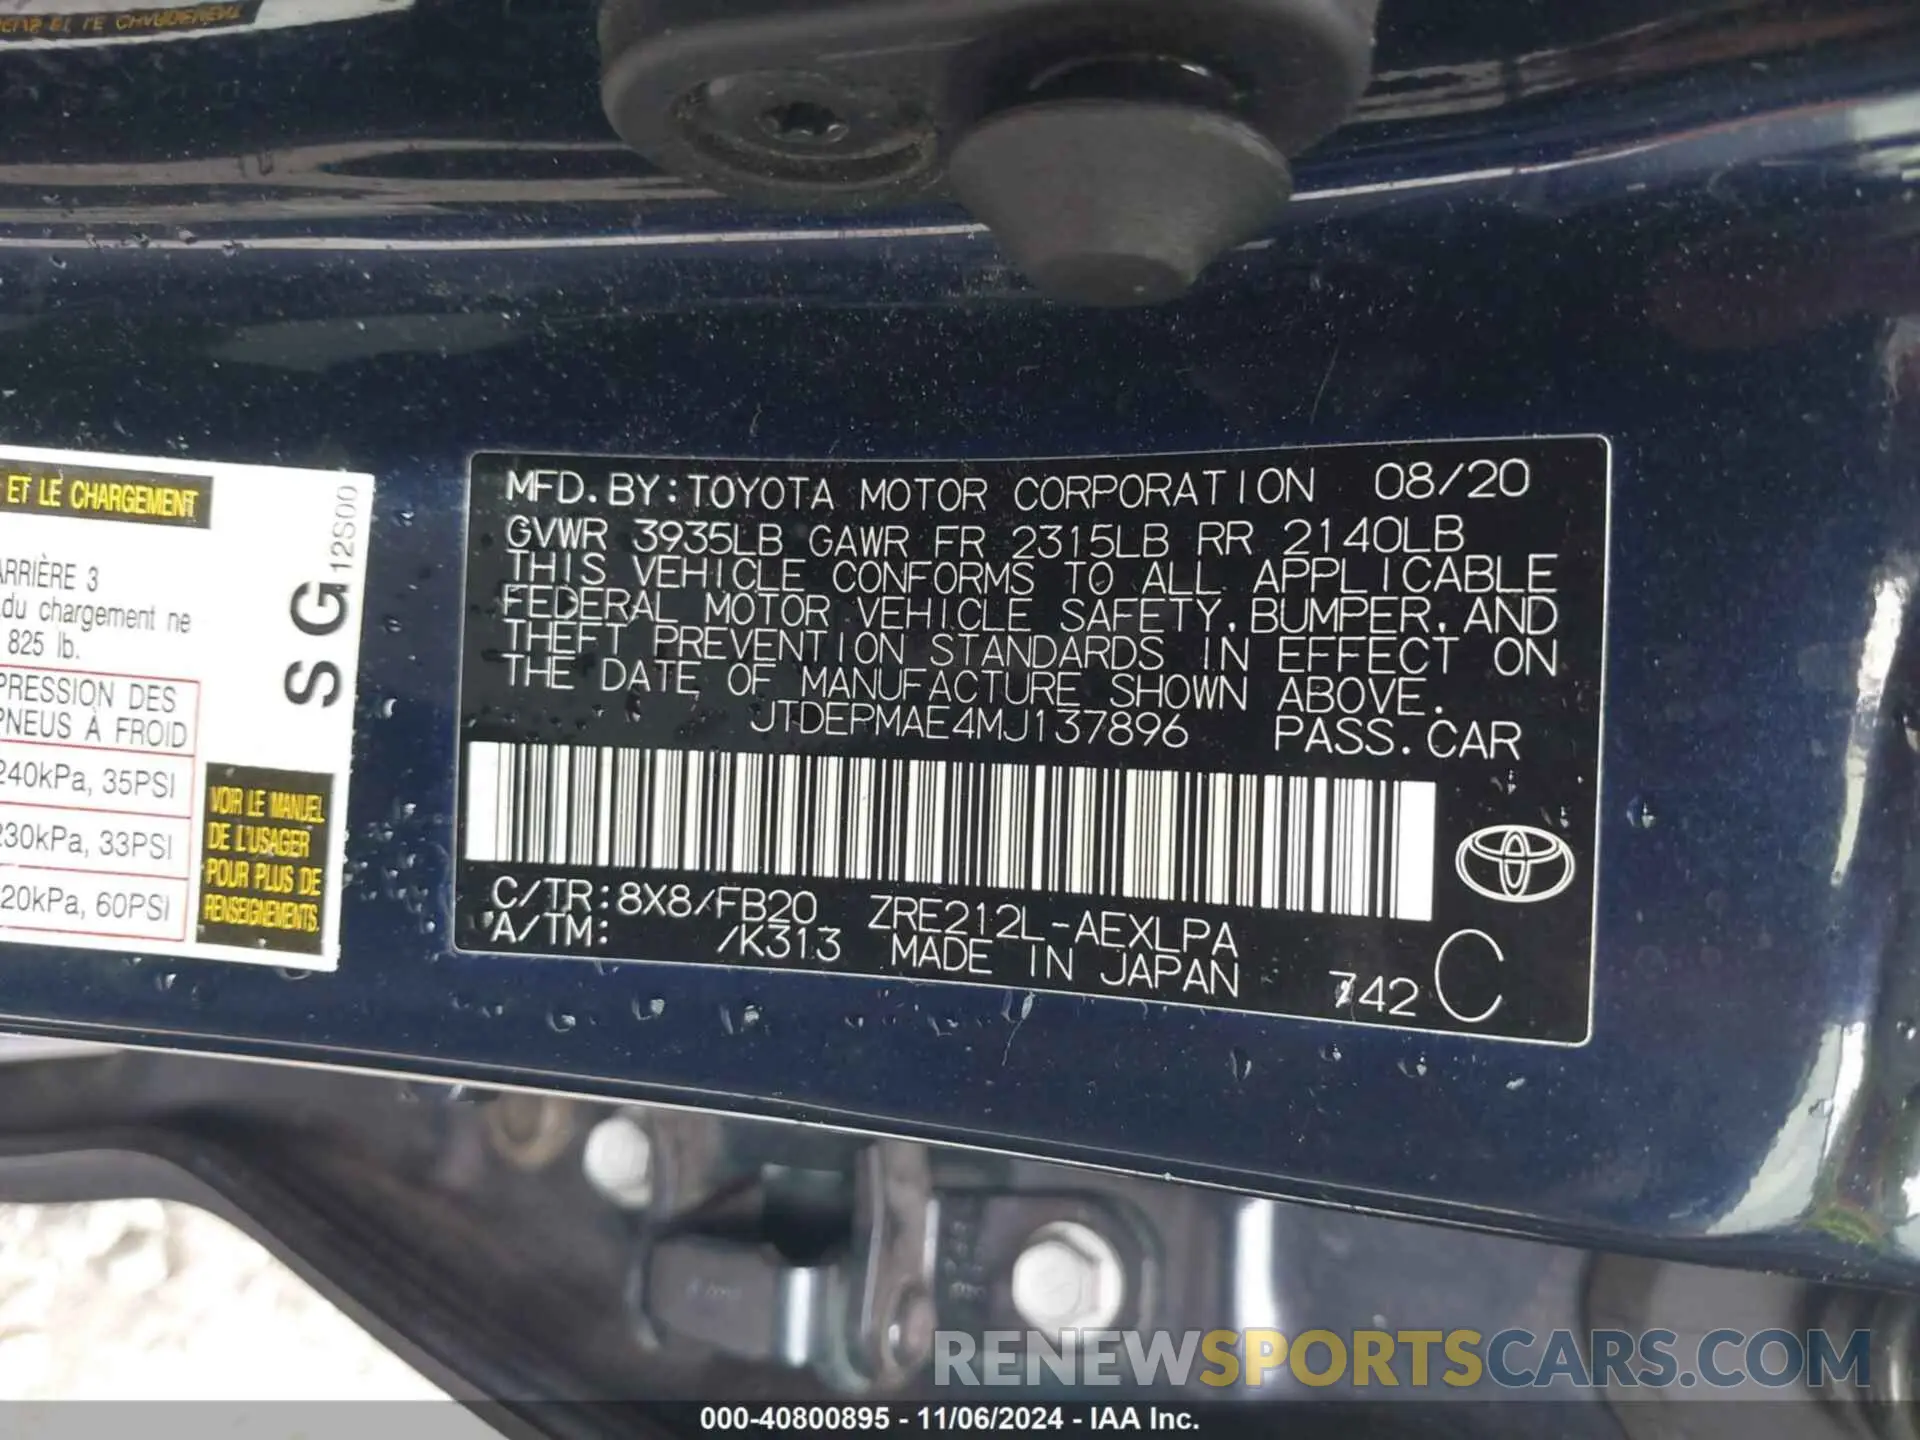 ET LE CHARGEMENT
ARRIÈRE 3
du chargement ne
825 lb.
PRESSION DES
PNEUS À FROID
240kPa, 35PSI
230kPa, 33PSI
20kPa, 60PSI
SG
12S00
VOIR LE MANUEL
DE L'USAGER
POUR PLUS DE
RENSEIGNEMENTS.
MFD. BY: TOYOTA MOTOR CORPORATION 08/20
GVWR 3935LB GAWR FR 2315LB RR 2140LB
THIS VEHICLE CONFORMS TO ALL APPLICABLE
FEDERAL MOTOR VEHICLE SAFETY, BUMPER, AND
THEFT PREVENTION STANDARDS IN EFFECT ON
THE DATE OF MANUFACTURE SHOWN ABOVE.
JTDEPMAE4MJ137896 PASS. CAR
C/TR: 8X8/FB20 ZRE212L-AEXLPA
A/TM: /K313 MADE IN JAPAN 742 C
RENEWSPORTSCARS.COM
000-40800895 - 11/06/2024 - IAA Inc.